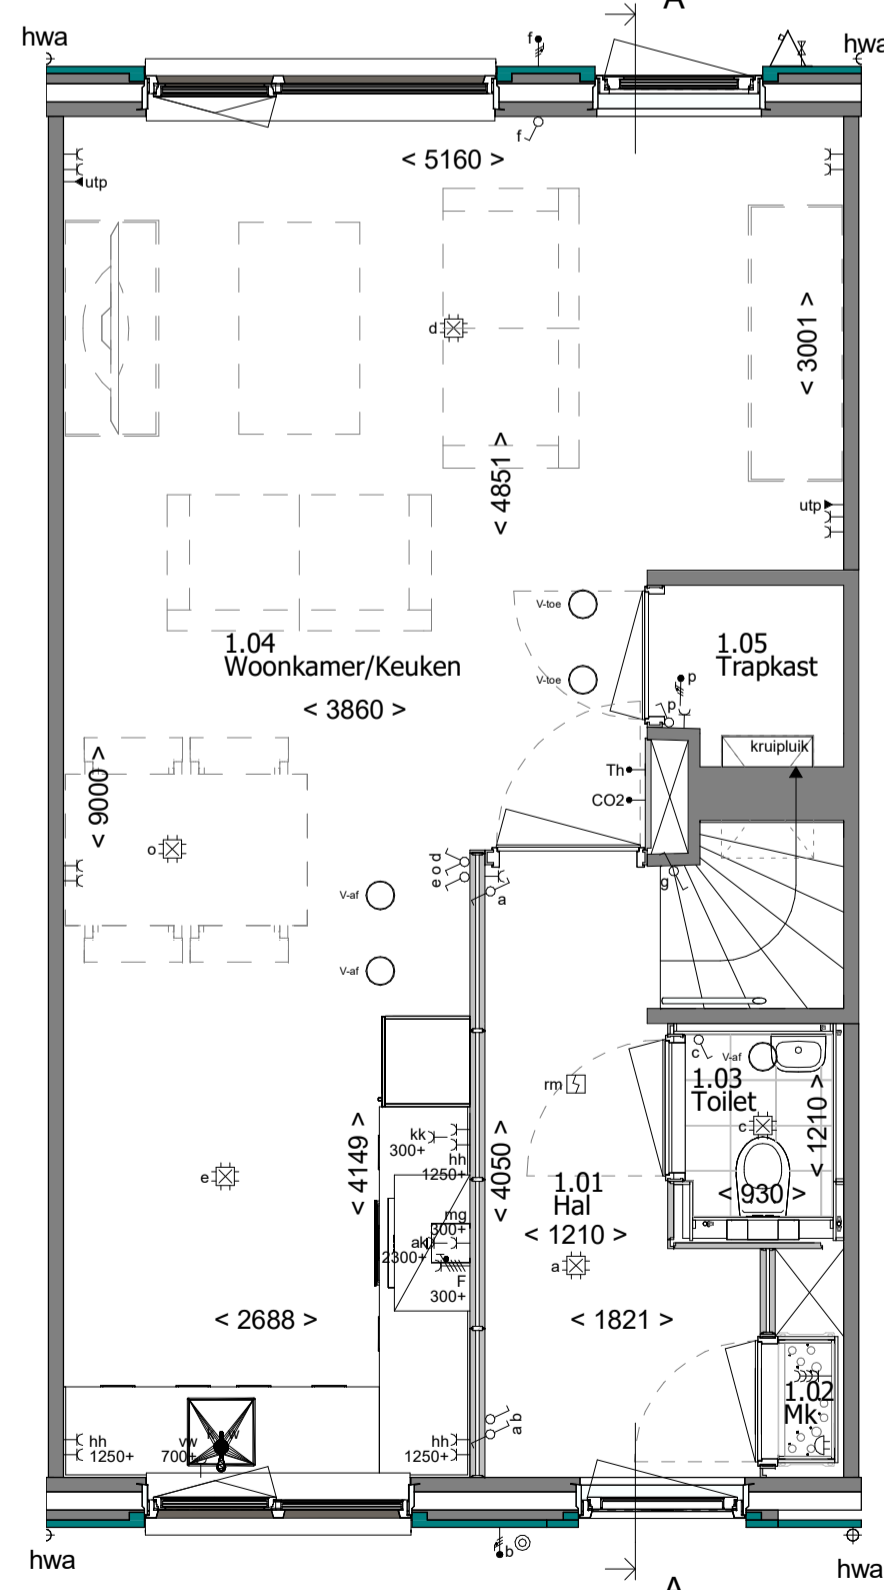 A
hwa
f
hwa
f
< 5160 >
utp
d
< 3001 >
< 4851 >
utp
V-toe
1.04
Woonkamer/Keuken
1.05
Trapkast
V-toe
p
p
< 3860 >
kruipluik
Th
CO2
< 9000 >
o
e o d
a
g
V-af
V-af
c
V-af
rm
1.03
Toilet
< 1210 >
c
kk
300+
hh
1250+
< 4149 >
< 4050 >
e
1.01
Hal
< 930 >
mg
300+
< 1210 >
ak
2300+
a
F
300+
< 2688 >
< 1821 >
1.02
Mk
a b
hh
1250+
vw
700+
hh
1250+
b
hwa
hwa
A